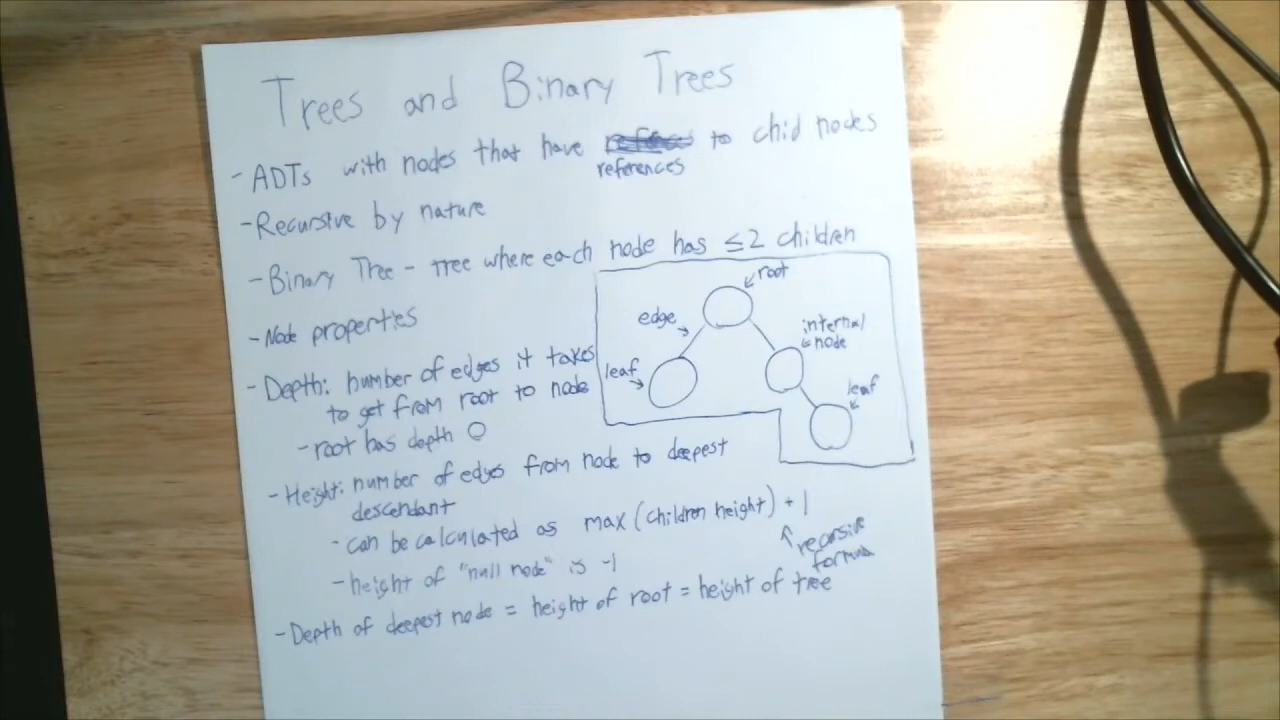 Trees and Binary Trees
- ADTs with nodes that have to chid nodes
references
- Recursive by nature
- Binary Tree - tree where each node has ≤2 children
- Node properties
- Depth: number of edges it takes
to get from root to node
- root has depth 0
- Height: number of edges from node to deepest
descendant
- can be calculated as max (children height) + 1
↑ recursive
formula
- height of "null node" is -1
- Depth of deepest node = height of root = height of tree
root
edge
internal
node
leaf
leaf